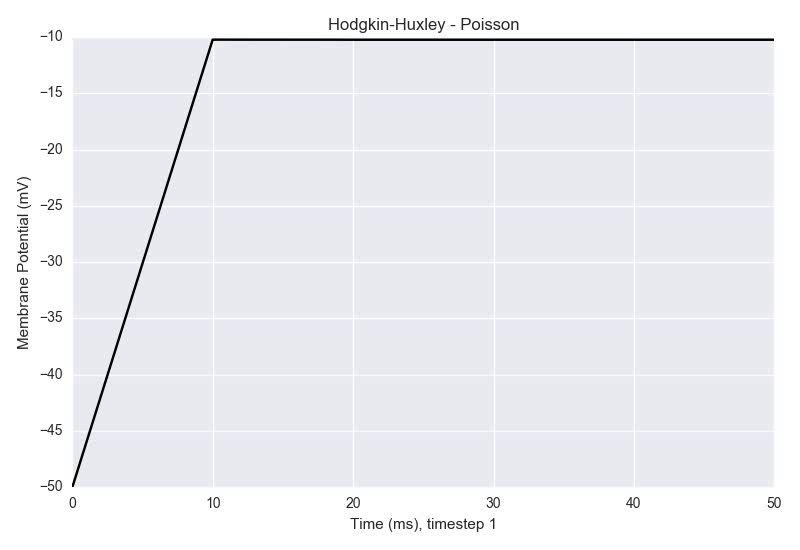 Hodgkin-Huxley - Poisson
−10
−15
−20
−25
−30
−35
−40
−45
−50
Membrane Potential (mV)
0 10 20 30 40 50
Time (ms), timestep 1